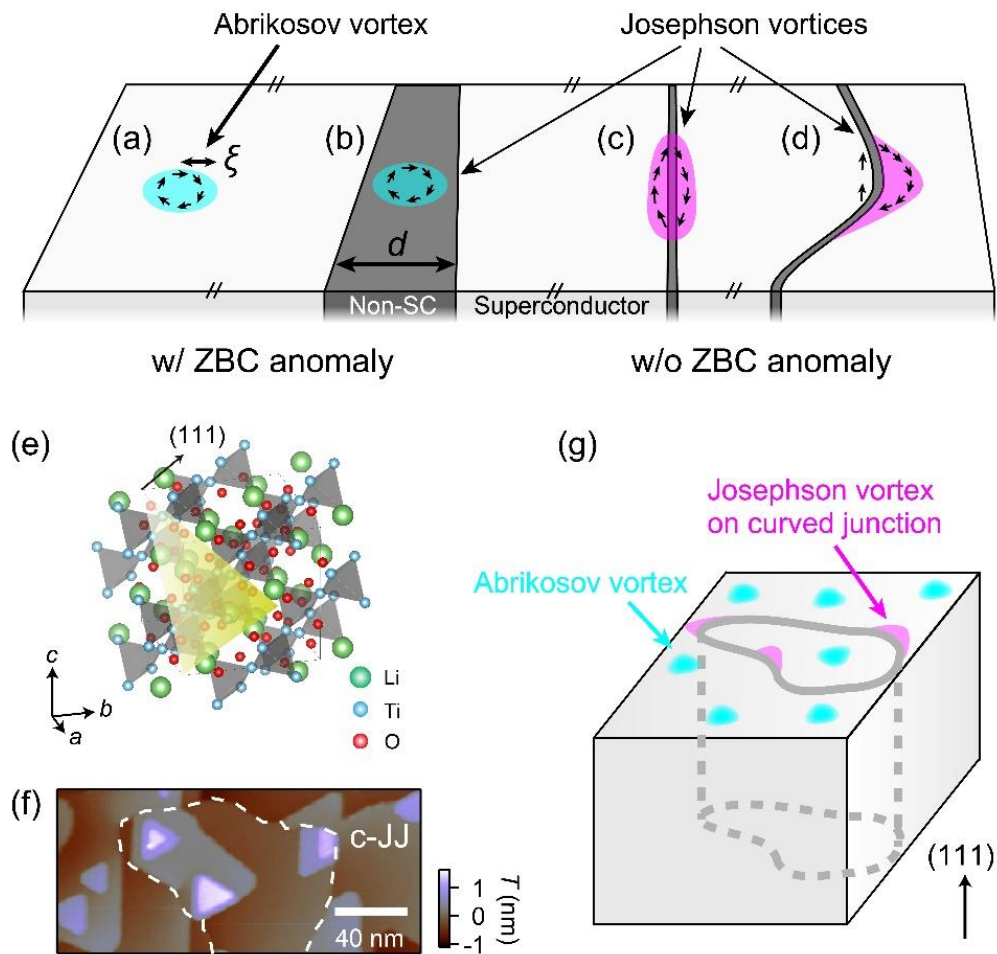 Abrikosov vortex
Josephson vortices
(a)
ξ
(b)
(c)
(d)
d
Non-SC
Superconductor
w/ ZBC anomaly
w/o ZBC anomaly
(e)
(111)
c
b
a
Li
Ti
O
(f)
c-JJ
40 nm
1
0
-1
T (nm)
(g)
Josephson vortex
on curved junction
Abrikosov vortex
(111)